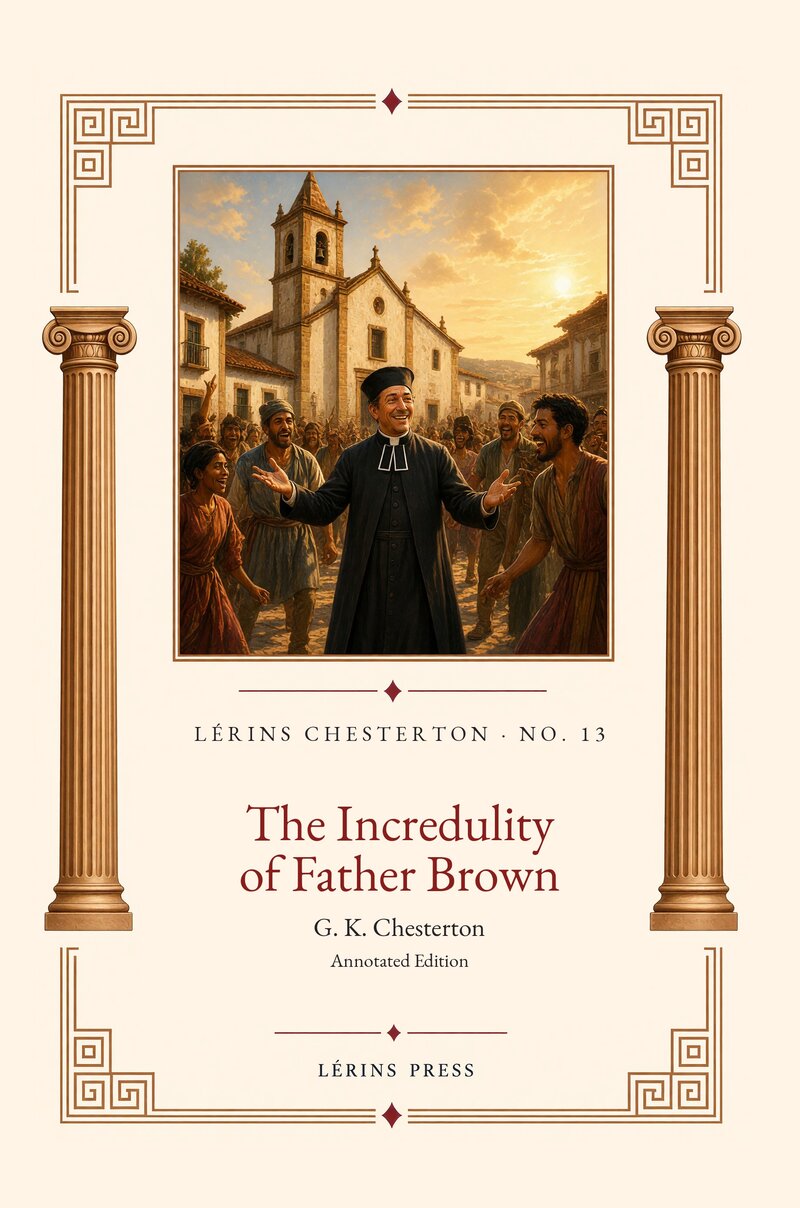 LÉRINS CHESTERTON · NO. 13
The Incredulity
of Father Brown
G. K. Chesterton
Annotated Edition
LÉRINS PRESS